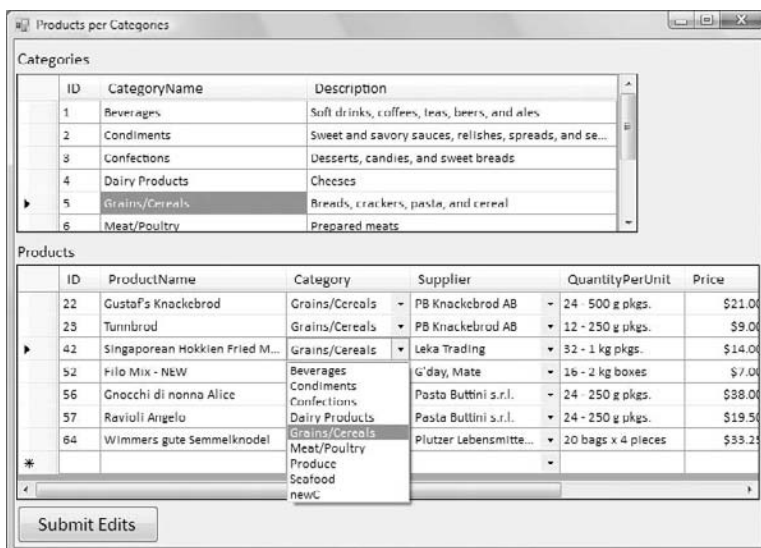 Products per Categories
Categories
ID CategoryName Description
1 Beverages Soft drinks, coffees, teas, beers, and ales
2 Condiments Sweet and savory sauces, relishes, spreads, and se...
3 Confections Desserts, candies, and sweet breads
4 Dairy Products Cheeses
5 Grains/Cereals Breads, crackers, pasta, and cereal
6 Meat/Poultry Prepared meats
Products
ID ProductName Category Supplier QuantityPerUnit Price
22 Gustaf's Knackebrod Grains/Cereals PB Knackebrod AB 24 - 500 g pkgs. $21.00
23 Tunnbrod Grains/Cereals PB Knackebrod AB 12 - 250 g pkgs. $9.00
42 Singaporean Hokkien Fried M... Grains/Cereals Leka Trading 32 - 1 kg pkgs. $14.00
52 Filo Mix - NEW G'day, Mate 16 - 2 kg boxes $7.00
56 Gnocchi di nonna Alice Pasta Buttini s.r.l. 24 - 250 g pkgs. $38.00
57 Ravioli Angelo Pasta Buttini s.r.l. 24 - 250 g pkgs. $19.50
64 Wimmers gute Semmelknodel Plutzer Lebensmitte... 20 bags x 4 pieces $33.25
Beverages
Condiments
Confections
Dairy Products
Grains/Cereals
Meat/Poultry
Produce
Seafood
newC
Submit Edits